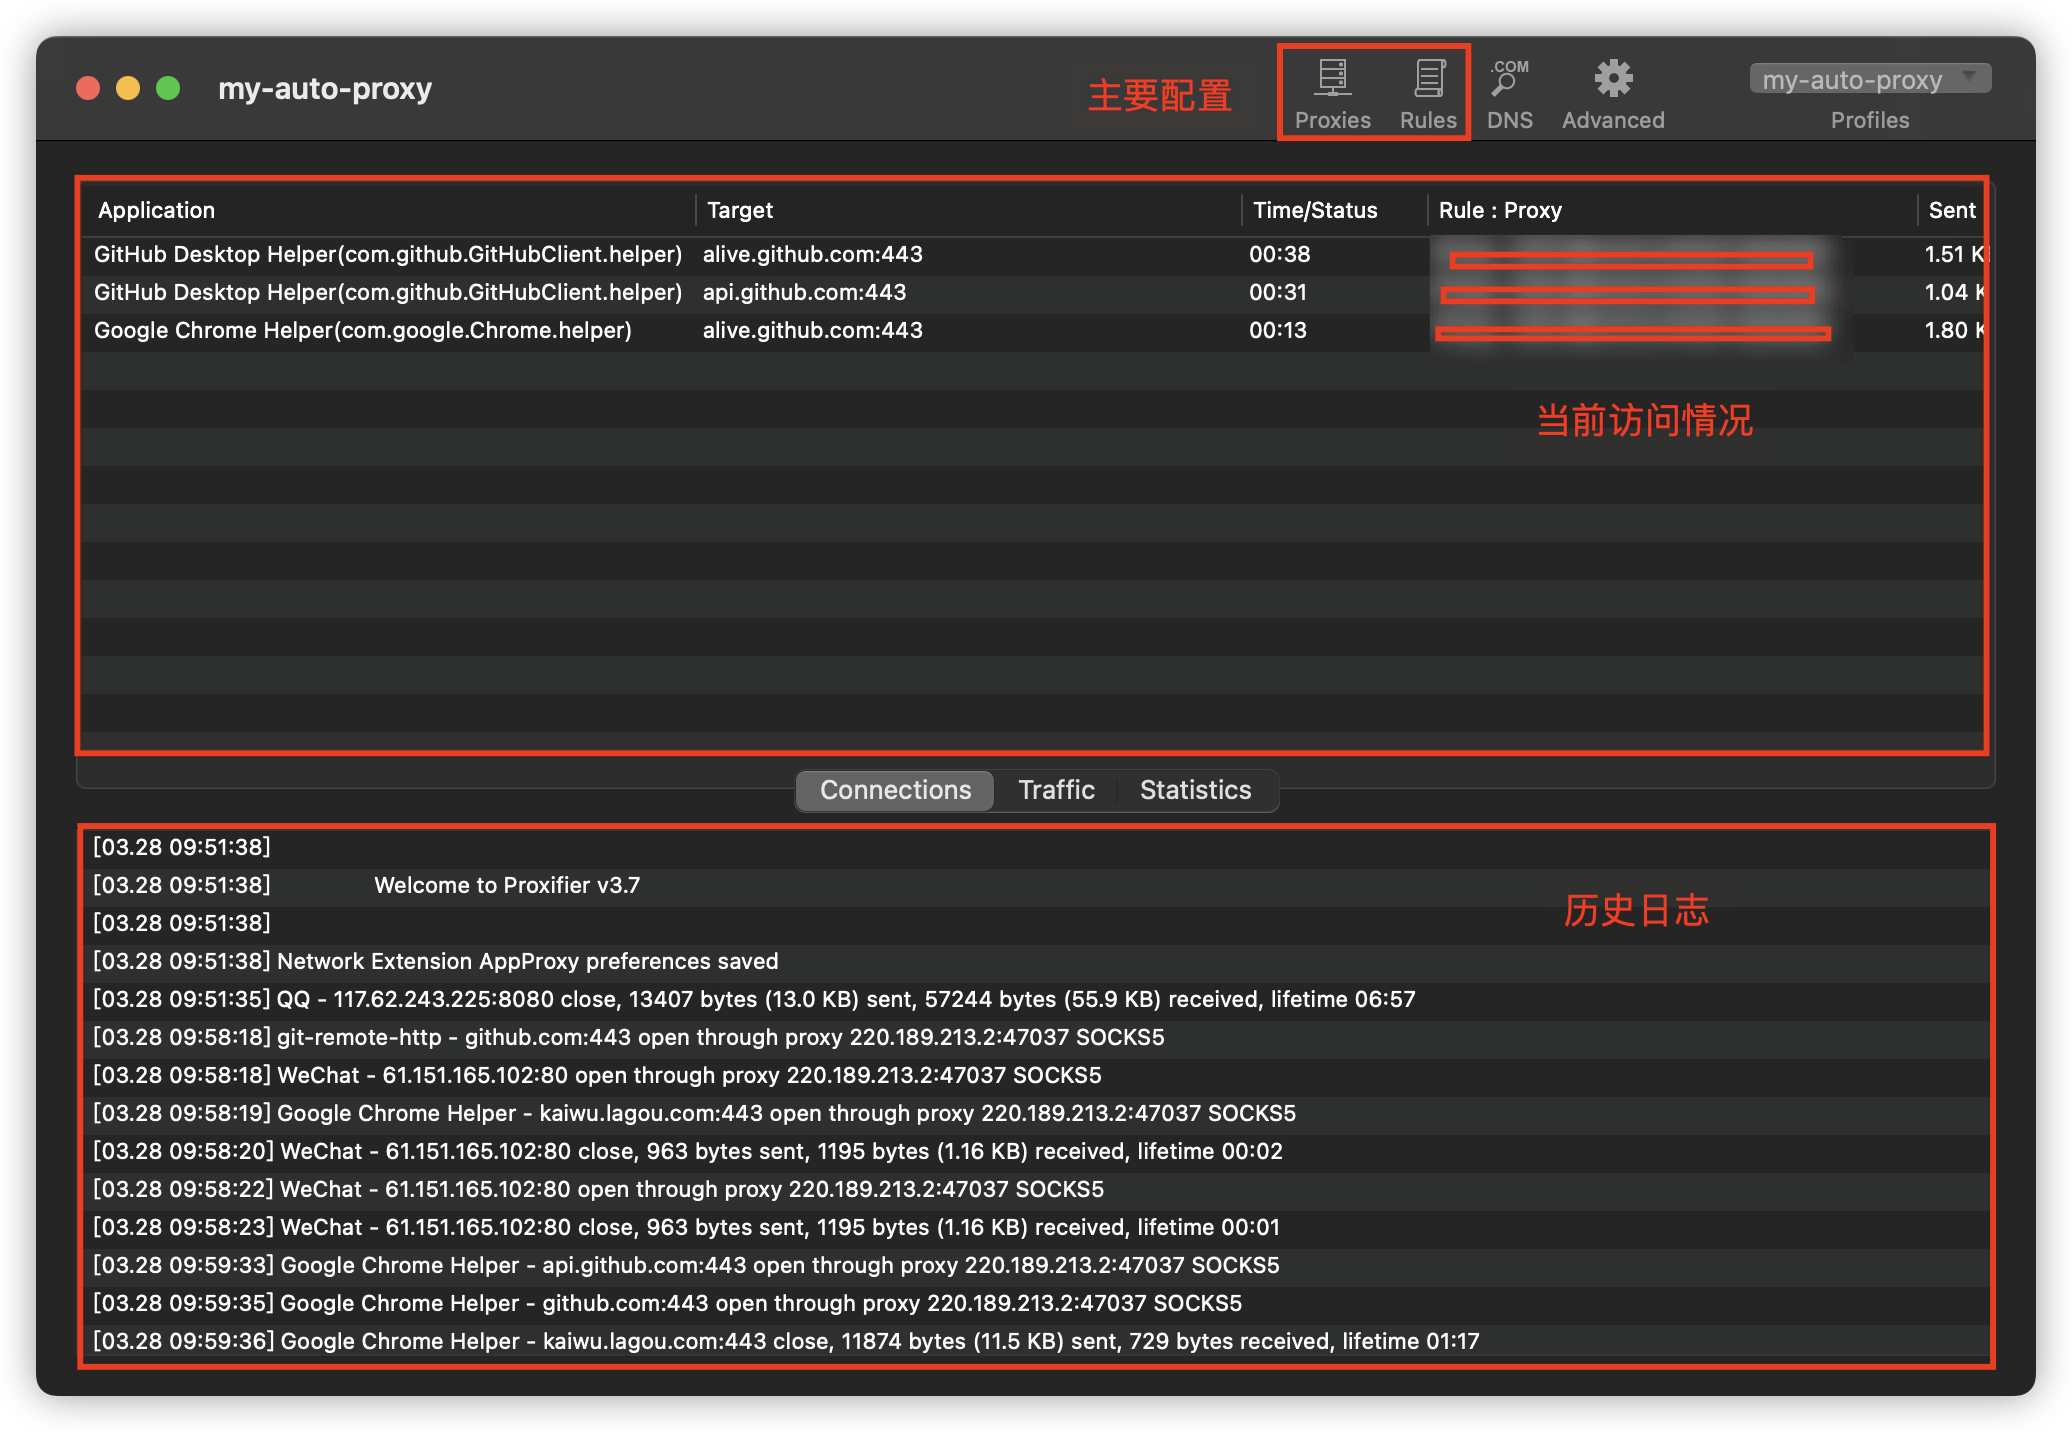 my-auto-proxy
主要配置
Proxies Rules DNS Advanced
.COM
my-auto-proxy
Profiles
Application Target Time/Status Rule : Proxy Sent
GitHub Desktop Helper(com.github.GitHubClient.helper) alive.github.com:443 00:38 1.51
GitHub Desktop Helper(com.github.GitHubClient.helper) api.github.com:443 00:31 1.04
Google Chrome Helper(com.google.Chrome.helper) alive.github.com:443 00:13 1.80
当前访问情况
Connections Traffic Statistics
[03.28 09:51:38]
[03.28 09:51:38] Welcome to Proxifier v3.7
历史日志
[03.28 09:51:38]
[03.28 09:51:38] Network Extension AppProxy preferences saved
[03.28 09:51:35] QQ - 117.62.243.225:8080 close, 13407 bytes (13.0 KB) sent, 57244 bytes (55.9 KB) received, lifetime 06:57
[03.28 09:58:18] git-remote-http - github.com:443 open through proxy 220.189.213.2:47037 SOCKS5
[03.28 09:58:18] WeChat - 61.151.165.102:80 open through proxy 220.189.213.2:47037 SOCKS5
[03.28 09:58:19] Google Chrome Helper - kaiwu.lagou.com:443 open through proxy 220.189.213.2:47037 SOCKS5
[03.28 09:58:20] WeChat - 61.151.165.102:80 close, 963 bytes sent, 1195 bytes (1.16 KB) received, lifetime 00:02
[03.28 09:58:22] WeChat - 61.151.165.102:80 open through proxy 220.189.213.2:47037 SOCKS5
[03.28 09:58:23] WeChat - 61.151.165.102:80 close, 963 bytes sent, 1195 bytes (1.16 KB) received, lifetime 00:01
[03.28 09:59:33] Google Chrome Helper - api.github.com:443 open through proxy 220.189.213.2:47037 SOCKS5
[03.28 09:59:35] Google Chrome Helper - github.com:443 open through proxy 220.189.213.2:47037 SOCKS5
[03.28 09:59:36] Google Chrome Helper - kaiwu.lagou.com:443 close, 11874 bytes (11.5 KB) sent, 729 bytes received, lifetime 01:17